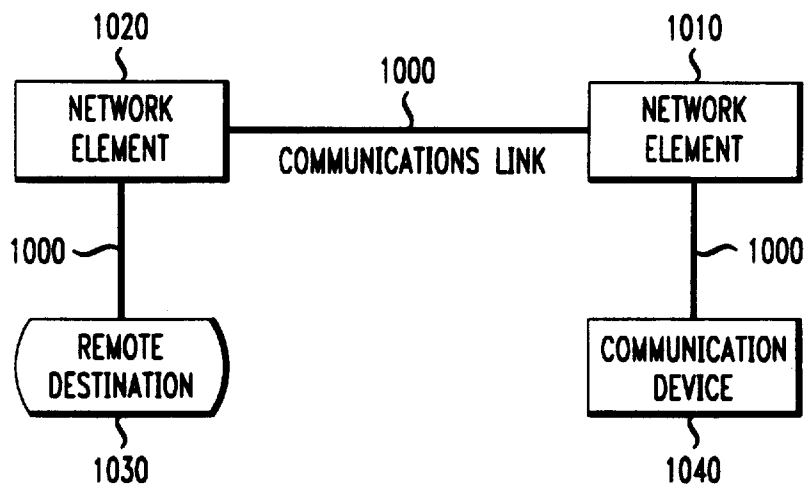 1020
1010
1000
NETWORK
ELEMENT
NETWORK
ELEMENT
COMMUNICATIONS LINK
1000
1000
REMOTE
DESTINATION
COMMUNICATION
DEVICE
1030
1040